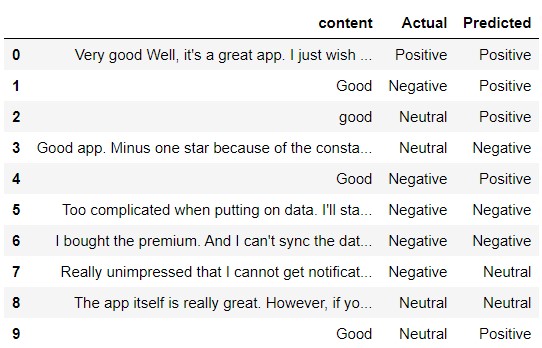 content Actual Predicted
0 Very good Well, it's a great app. I just wish ... Positive Positive
1 Good Negative Positive
2 good Neutral Positive
3 Good app. Minus one star because of the consta... Neutral Negative
4 Good Negative Positive
5 Too complicated when putting on data. I'll sta... Negative Negative
6 I bought the premium. And I can't sync the dat... Negative Negative
7 Really unimpressed that I cannot get notificat... Negative Neutral
8 The app itself is really great. However, if yo... Neutral Neutral
9 Good Neutral Positive